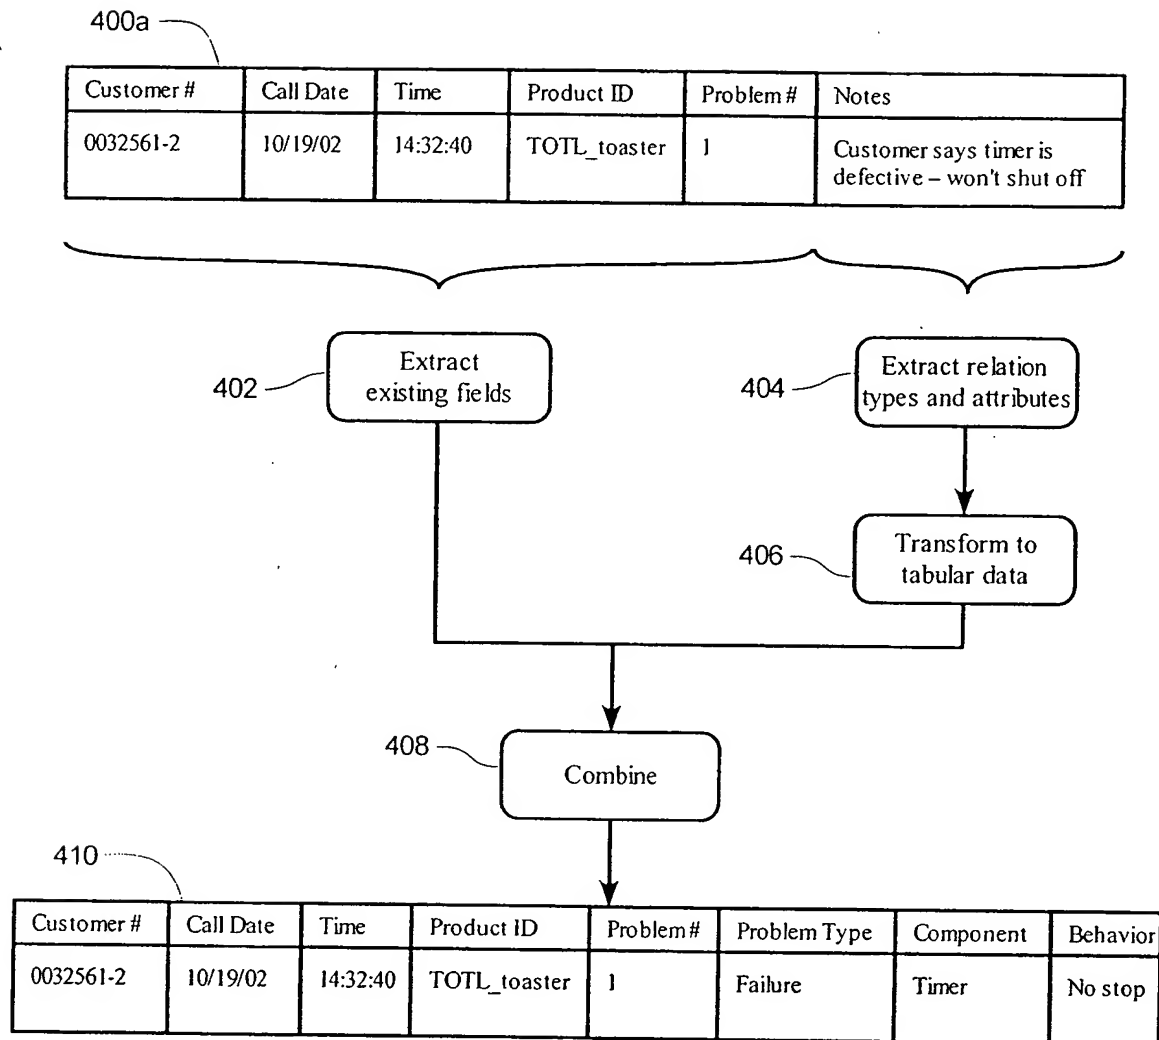 400a
Customer # Call Date Time Product ID Problem # Notes
0032561-2 10/19/02 14:32:40 TOTL_toaster 1 Customer says timer is
defective – won't shut off
402
Extract
existing fields
404
Extract relation
types and attributes
406
Transform to
tabular data
408
Combine
410
Customer # Call Date Time Product ID Problem # Problem Type Component Behavior
0032561-2 10/19/02 14:32:40 TOTL_toaster 1 Failure Timer No stop